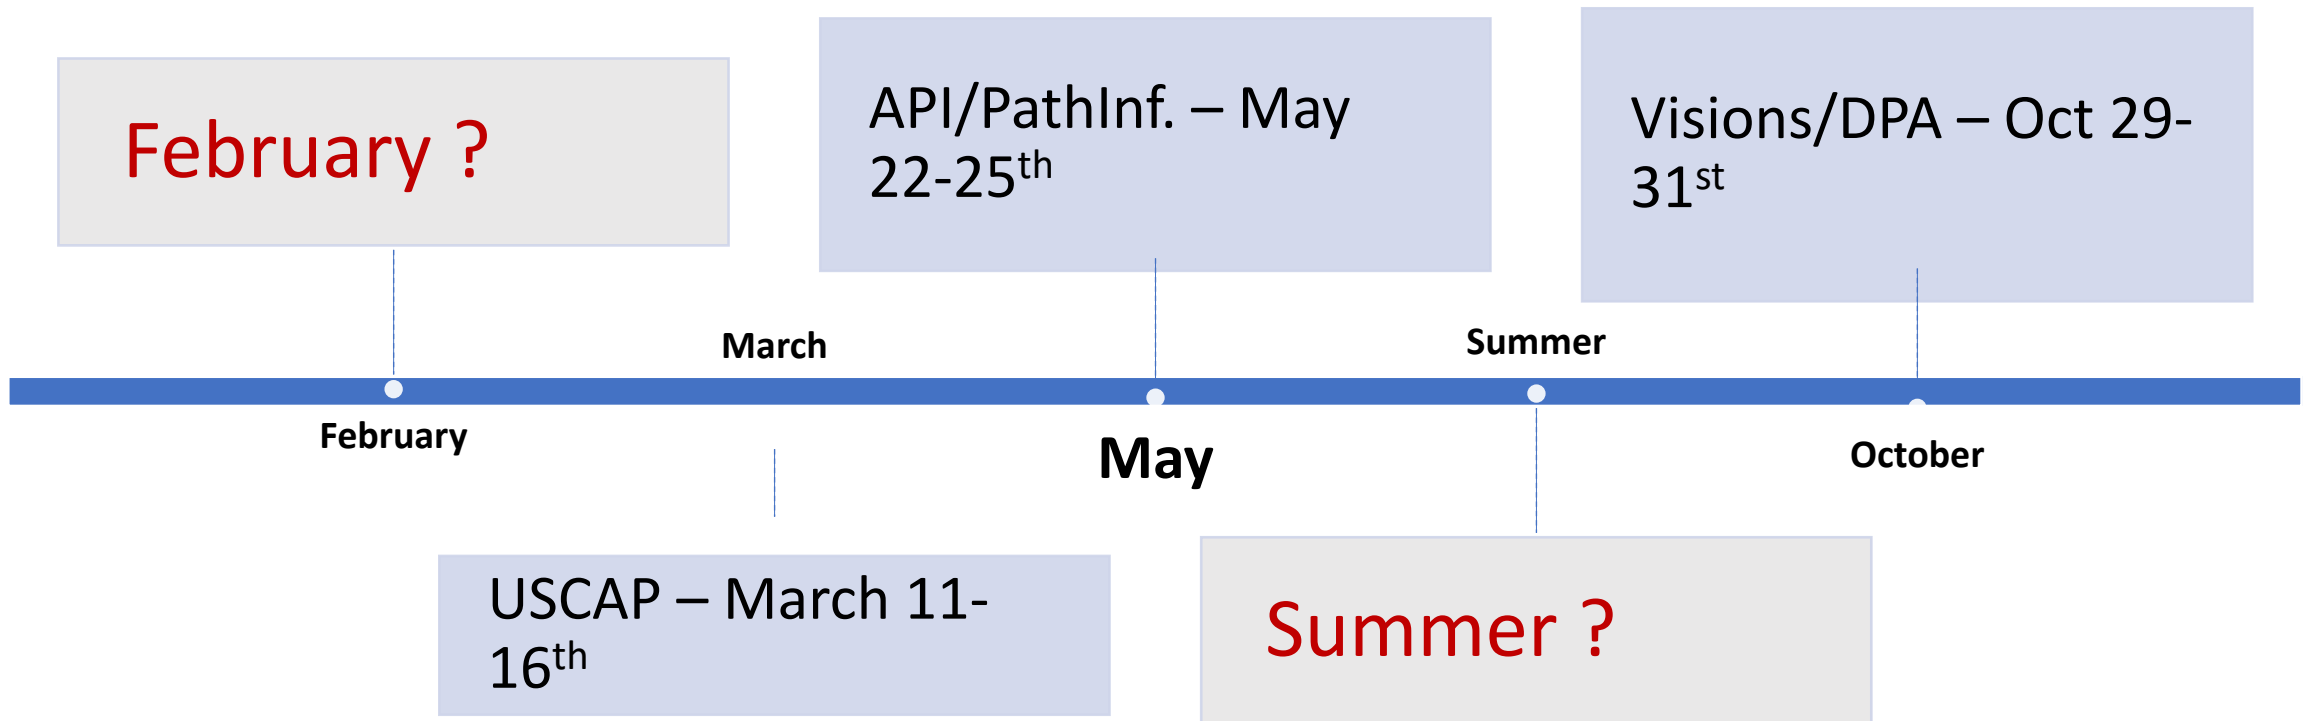 February ?
API/PathInf. – May
22-25th
Visions/DPA – Oct 29-
31st
March
Summer
February
May
October
USCAP – March 11-
16th
Summer ?